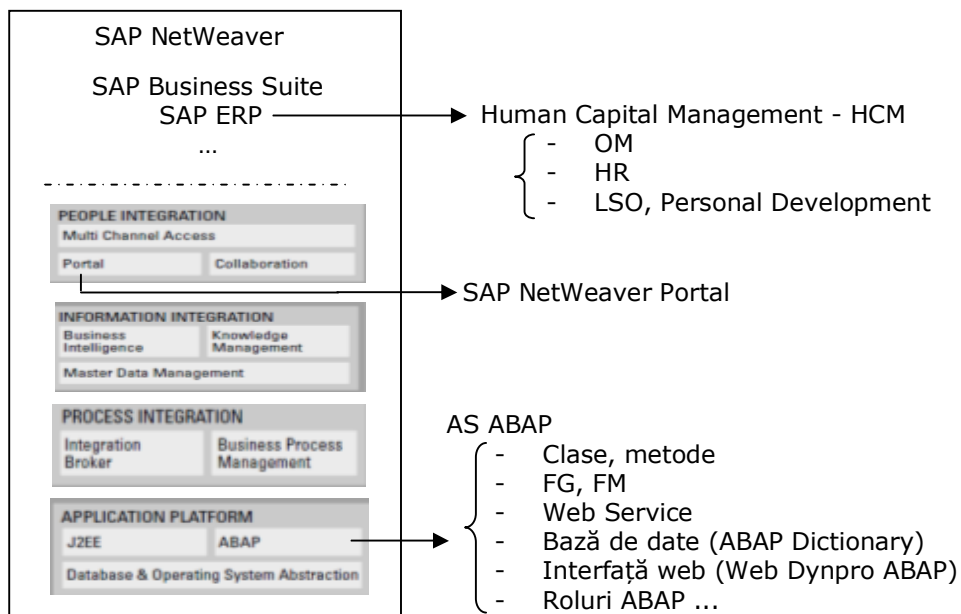 SAP NetWeaver
SAP Business Suite
SAP ERP
...
Human Capital Management - HCM
- OM
- HR
- LSO, Personal Development
PEOPLE INTEGRATION
Multi Channel Access
Portal
Collaboration
SAP NetWeaver Portal
INFORMATION INTEGRATION
Business Intelligence
Knowledge Management
Master Data Management
PROCESS INTEGRATION
Integration Broker
Business Process Management
APPLICATION PLATFORM
J2EE
ABAP
Database & Operating System Abstraction
AS ABAP
- Clase, metode
- FG, FM
- Web Service
- Bază de date (ABAP Dictionary)
- Interfață web (Web Dynpro ABAP)
- Roluri ABAP ...